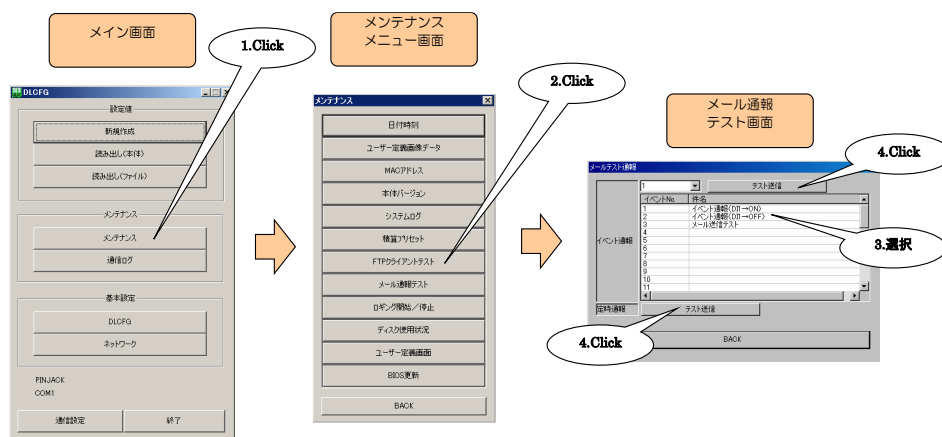 メイン画面
1.Click
DLCFG
設定値
新規作成
読み出し(本体)
読み出し(ファイル)
メンテナンス
メンテナンス
通信ログ
基本設定
DLCFG
ネットワーク
PINJACK
COM1
通信設定
終了
メンテナンス
メニュー画面
2.Click
メンテナンス
日付時刻
ユーザー定義画像データ
MACアドレス
本体バージョン
システムログ
積算プリセット
FTPクライアントテスト
メール通報テスト
ロギング開始/停止
ディスク使用状況
ユーザー定義画面
BIOS更新
BACK
メール通報
テスト画面
4.Click
メールテスト通報
1
テスト送信
イベントNo. 件名
イベント通報
1 イベント通報(DI1→ON)
2 イベント通報(DI1→OFF)
3 メール送信テスト
4
5
6
7
8
9
10
11
3.選択
定時通報
テスト送信
4.Click
BACK